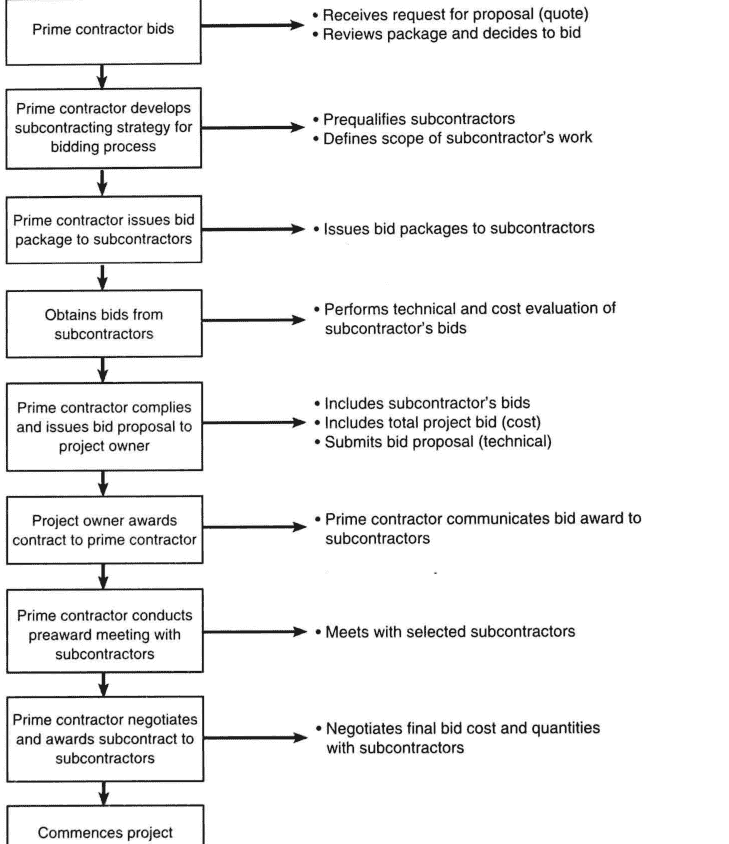 Prime contractor bids
• Receives request for proposal (quote)
• Reviews package and decides to bid
Prime contractor develops
subcontracting strategy for
bidding process
• Prequalifies subcontractors
• Defines scope of subcontractor's work
Prime contractor issues bid
package to subcontractors
• Issues bid packages to subcontractors
Obtains bids from
subcontractors
• Performs technical and cost evaluation of
subcontractor's bids
Prime contractor complies
and issues bid proposal to
project owner
• Includes subcontractor's bids
• Includes total project bid (cost)
• Submits bid proposal (technical)
Project owner awards
contract to prime contractor
• Prime contractor communicates bid award to
subcontractors
Prime contractor conducts
preaward meeting with
subcontractors
• Meets with selected subcontractors
Prime contractor negotiates
and awards subcontract to
subcontractors
• Negotiates final bid cost and quantities
with subcontractors
Commences project